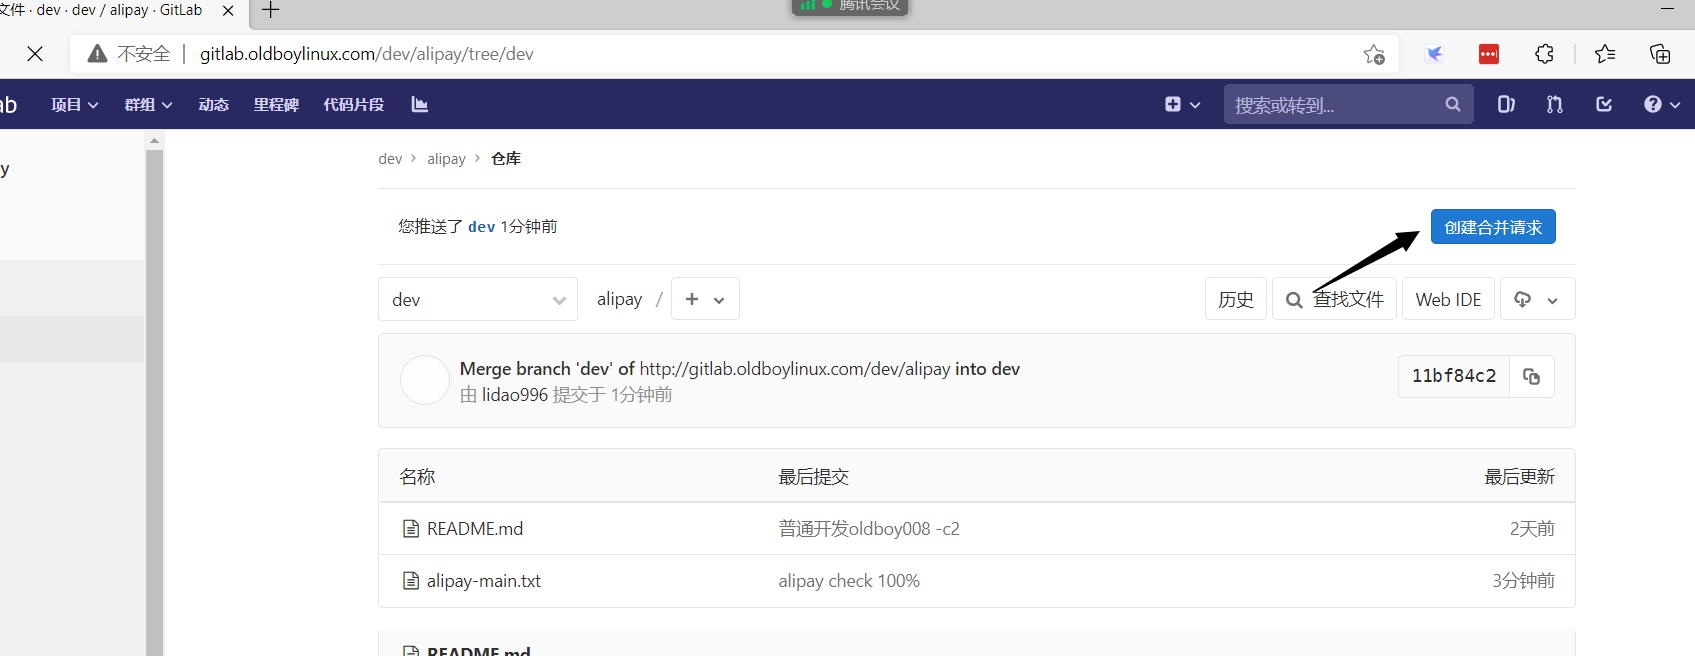 文件 · dev · dev / alipay · GitLab
腾讯会议
不安全 gitlab.oldboylinux.com/dev/alipay/tree/dev
ab 项目 群组 动态 里程碑 代码片段 搜索或转到...
y
dev > alipay > 仓库
您推送了 dev 1分钟前 创建合并请求
dev alipay / + 历史 查找文件 Web IDE
Merge branch 'dev' of http://gitlab.oldboylinux.com/dev/alipay into dev
由 lidao996 提交于 1分钟前
11bf84c2
名称 最后提交 最后更新
README.md 普通开发oldboy008 -c2 2天前
alipay-main.txt alipay check 100% 3分钟前
README.md